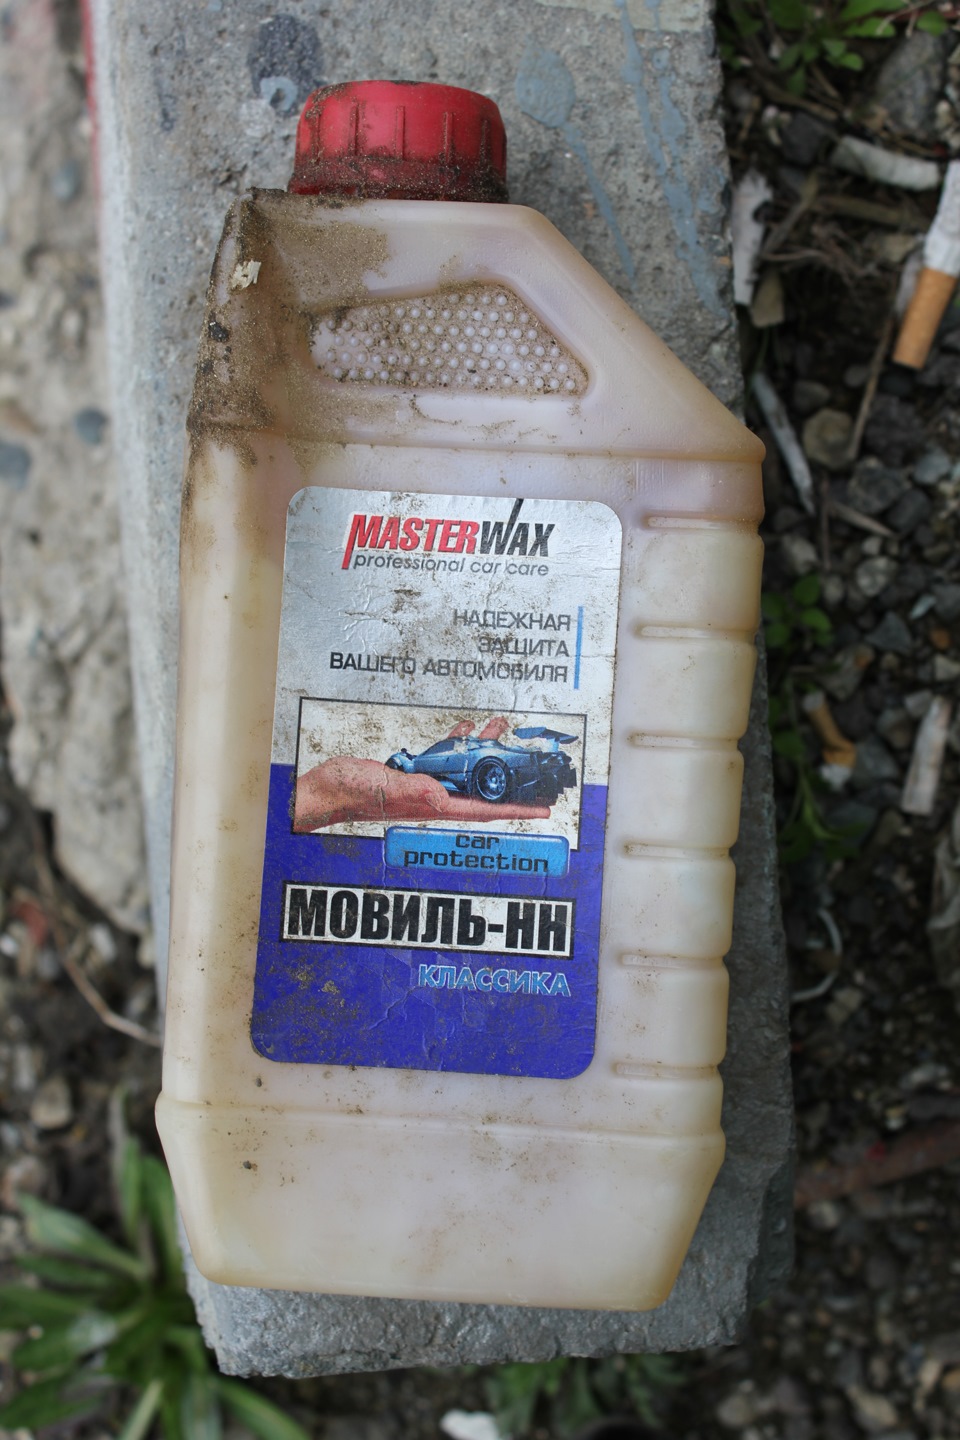 MASTERWAX
professional car care
НАДЕЖНАЯ
ЗАЩИТА
ВАШЕГО АВТОМОБИЛЯ
car
protection
МОВИЛЬ-НН
КЛАССИКА